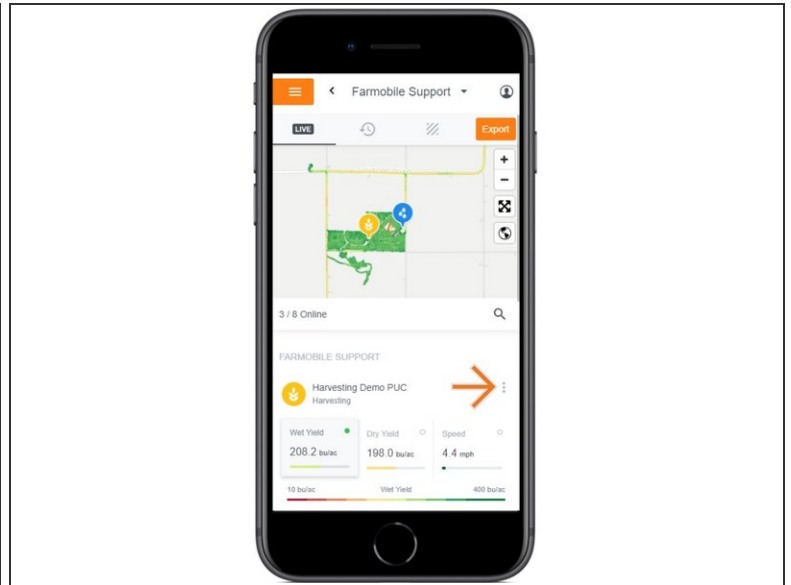 Farmobile Support
LIVE
Export
+
−
3 / 8 Online
FARMOBILE SUPPORT
Harvesting Demo PUC
Harvesting
Wet Yield Dry Yield Speed
208.2 bu/ac 198.0 bu/ac 4.4 mph
10 bu/ac Wet Yield 400 bu/ac